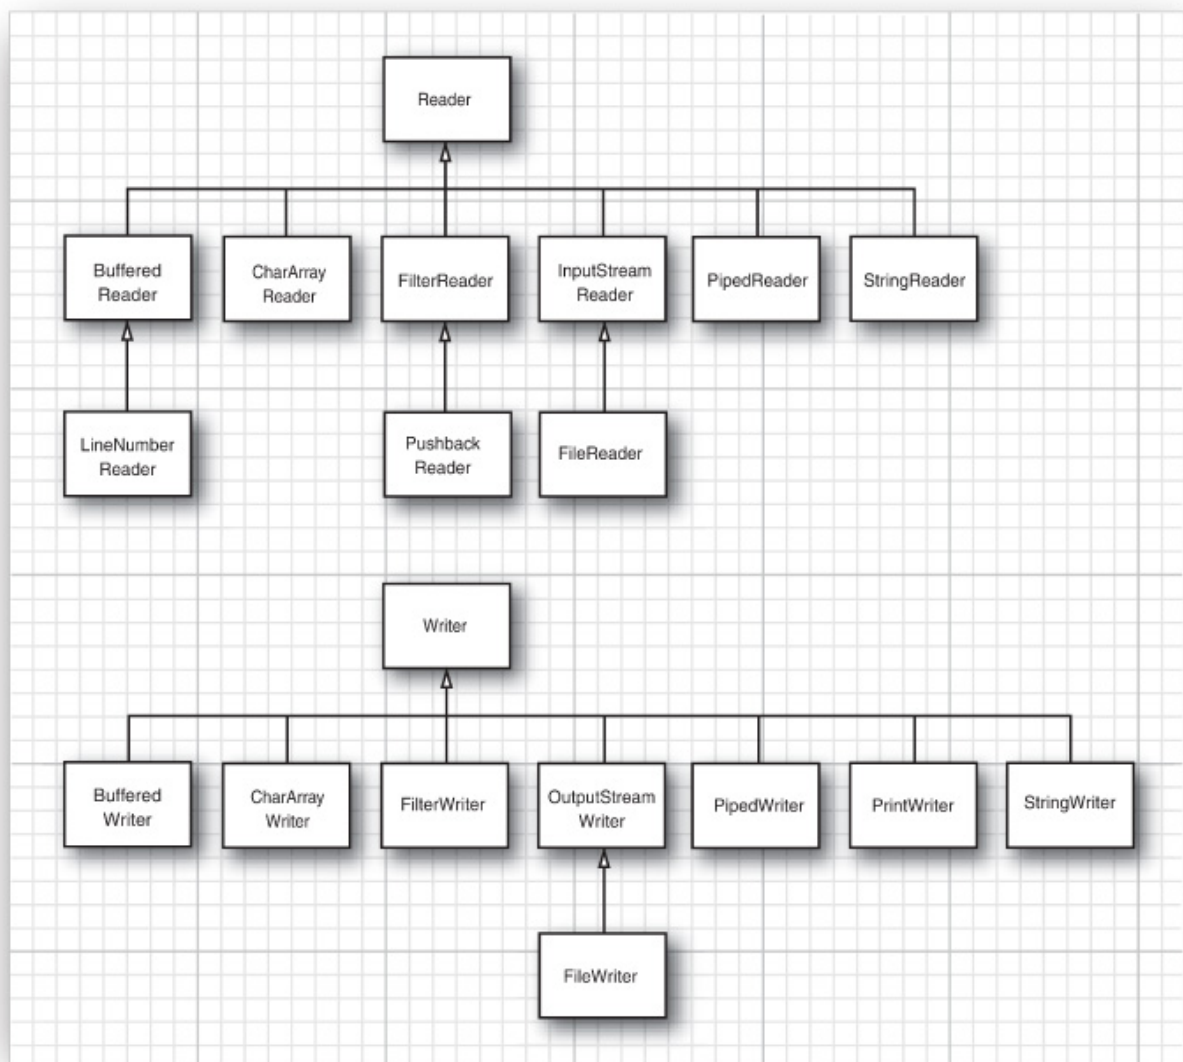 Reader
Buffered
Reader
CharArray
Reader
FilterReader
InputStream
Reader
PipedReader
StringReader
LineNumber
Reader
Pushback
Reader
FileReader
Writer
Buffered
Writer
CharArray
Writer
FilterWriter
OutputStream
Writer
PipedWriter
PrintWriter
StringWriter
FileWriter